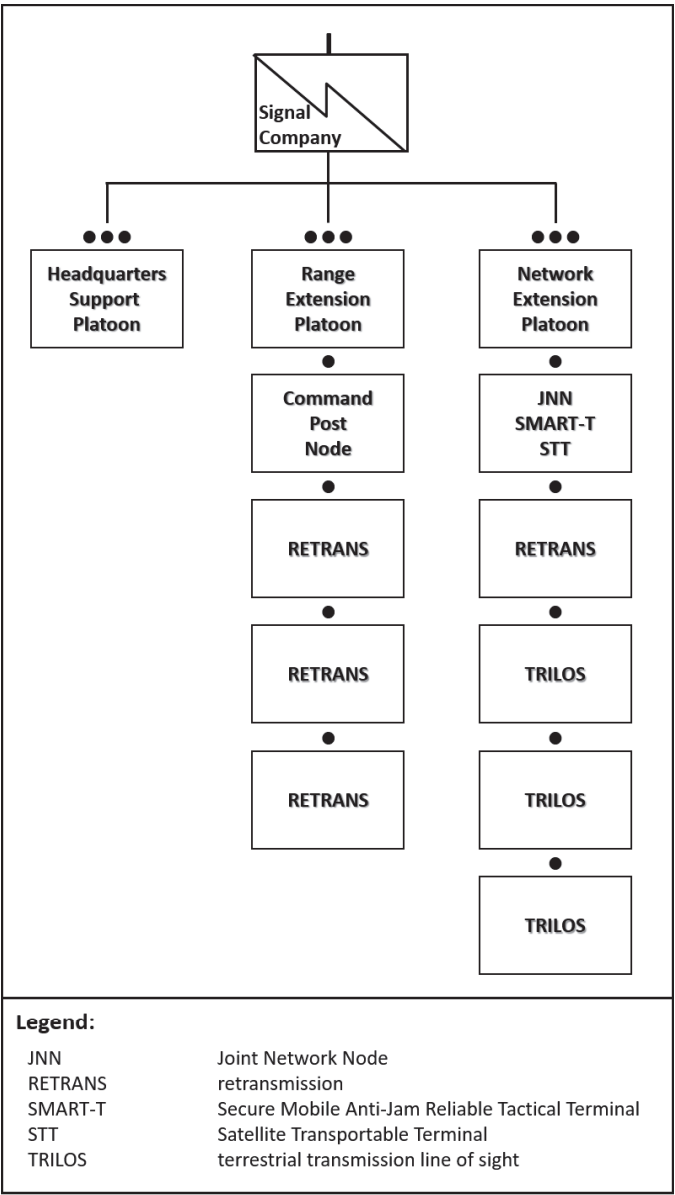 Signal
Company
Headquarters
Support
Platoon
Range
Extension
Platoon
Network
Extension
Platoon
Command
Post
Node
JNN
SMART-T
STT
RETRANS
RETRANS
RETRANS
TRILOS
RETRANS
TRILOS
TRILOS
Legend:
JNN Joint Network Node
RETRANS retransmission
SMART-T Secure Mobile Anti-Jam Reliable Tactical Terminal
STT Satellite Transportable Terminal
TRILOS terrestrial transmission line of sight